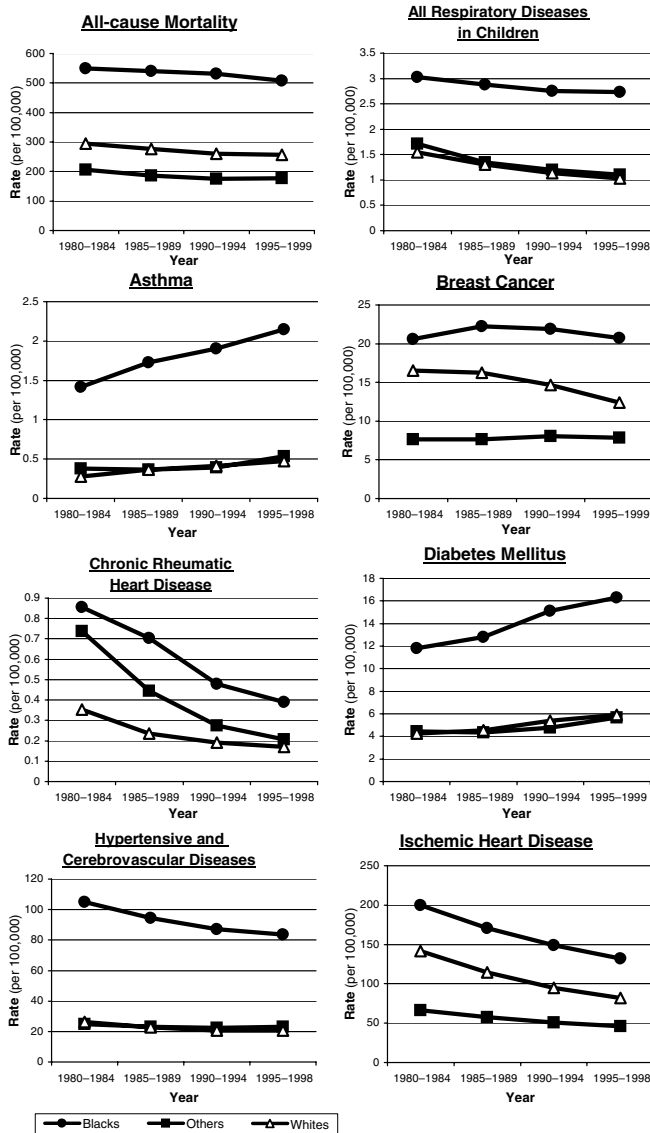 All-cause Mortality
600
500
400
300
200
100
0
Rate (per 100,000)
1980–1984 1985–1989 1990–1994 1995–1999
Year
All Respiratory Diseases
in Children
3.5
3
2.5
2
1.5
1
0.5
0
Rate (per 100,000)
1980–1984 1985–1989 1990–1994 1995–1998
Year
Asthma
2.5
2
1.5
1
0.5
0
Rate (per 100,000)
1980–1984 1985–1989 1990–1994 1995–1998
Year
Breast Cancer
25
20
15
10
5
0
Rate (per 100,000)
1980–1984 1985–1989 1990–1994 1995–1999
Year
Chronic Rheumatic
Heart Disease
0.9
0.8
0.7
0.6
0.5
0.4
0.3
0.2
0.1
0
Rate (per 100,000)
1980–1984 1985–1989 1990–1994 1995–1998
Year
Diabetes Mellitus
18
16
14
12
10
8
6
4
2
0
Rate (per 100,000)
1980–1984 1985–1989 1990–1994 1995–1999
Year
Hypertensive and
Cerebrovascular Diseases
120
100
80
60
40
20
0
Rate (per 100,000)
1980–1984 1985–1989 1990–1994 1995–1998
Year
Ischemic Heart Disease
250
200
150
100
50
0
Rate (per 100,000)
1980–1984 1985–1989 1990–1994 1995–1998
Year
Blacks Others Whites